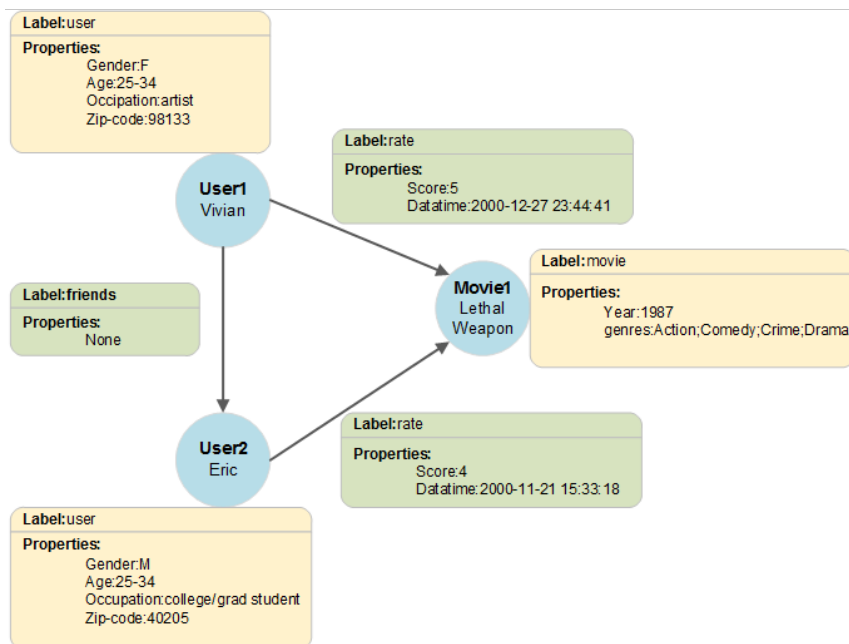 Label:user
Properties:
Gender:F
Age:25-34
Occipation:artist
Zip-code:98133
Label:rate
Properties:
Score:5
Datatime:2000-12-27 23:44:41
User1
Vivian
Label:movie
Properties:
Year:1987
genres:Action;Comedy;Crime;Drama
Movie1
Lethal
Weapon
Label:friends
Properties:
None
Label:rate
Properties:
Score:4
Datatime:2000-11-21 15:33:18
User2
Eric
Label:user
Properties:
Gender:M
Age:25-34
Occupation:college/grad student
Zip-code:40205